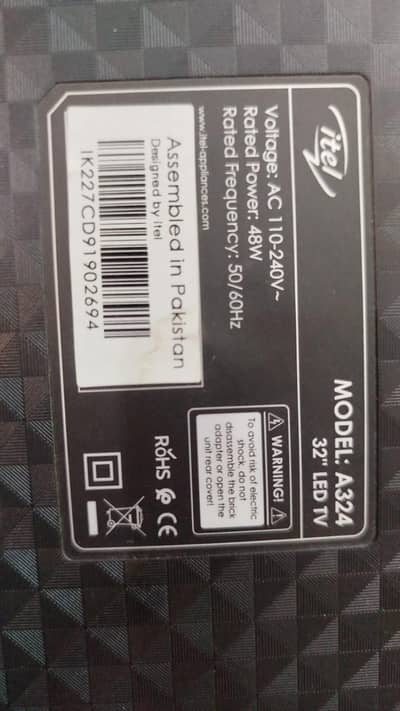 itel
MODEL: A324
32" LED TV
Voltage: AC 110-240V~
Rated Power: 48W
Rated Frequency: 50/60Hz
www.itel-appliances.com
WARNING!
To avoid risk of electric
shock, do not
disassemble the brick
adapter or open the
unit rear cover!
Assembled in Pakistan
Designed by itel
IK227CD91902694
RoHS CE